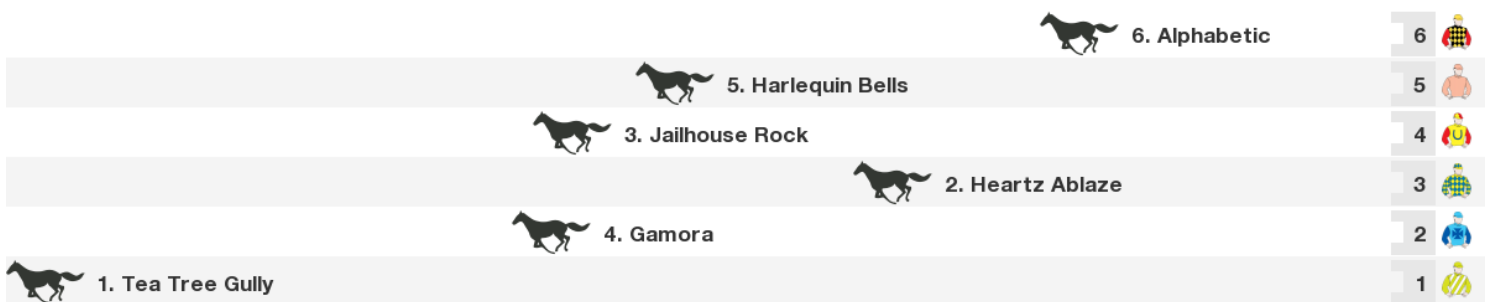 6. Alphabetic 6
5. Harlequin Bells 5
3. Jailhouse Rock 4
2. Heartz Ablaze 3
4. Gamora 2
1. Tea Tree Gully 1